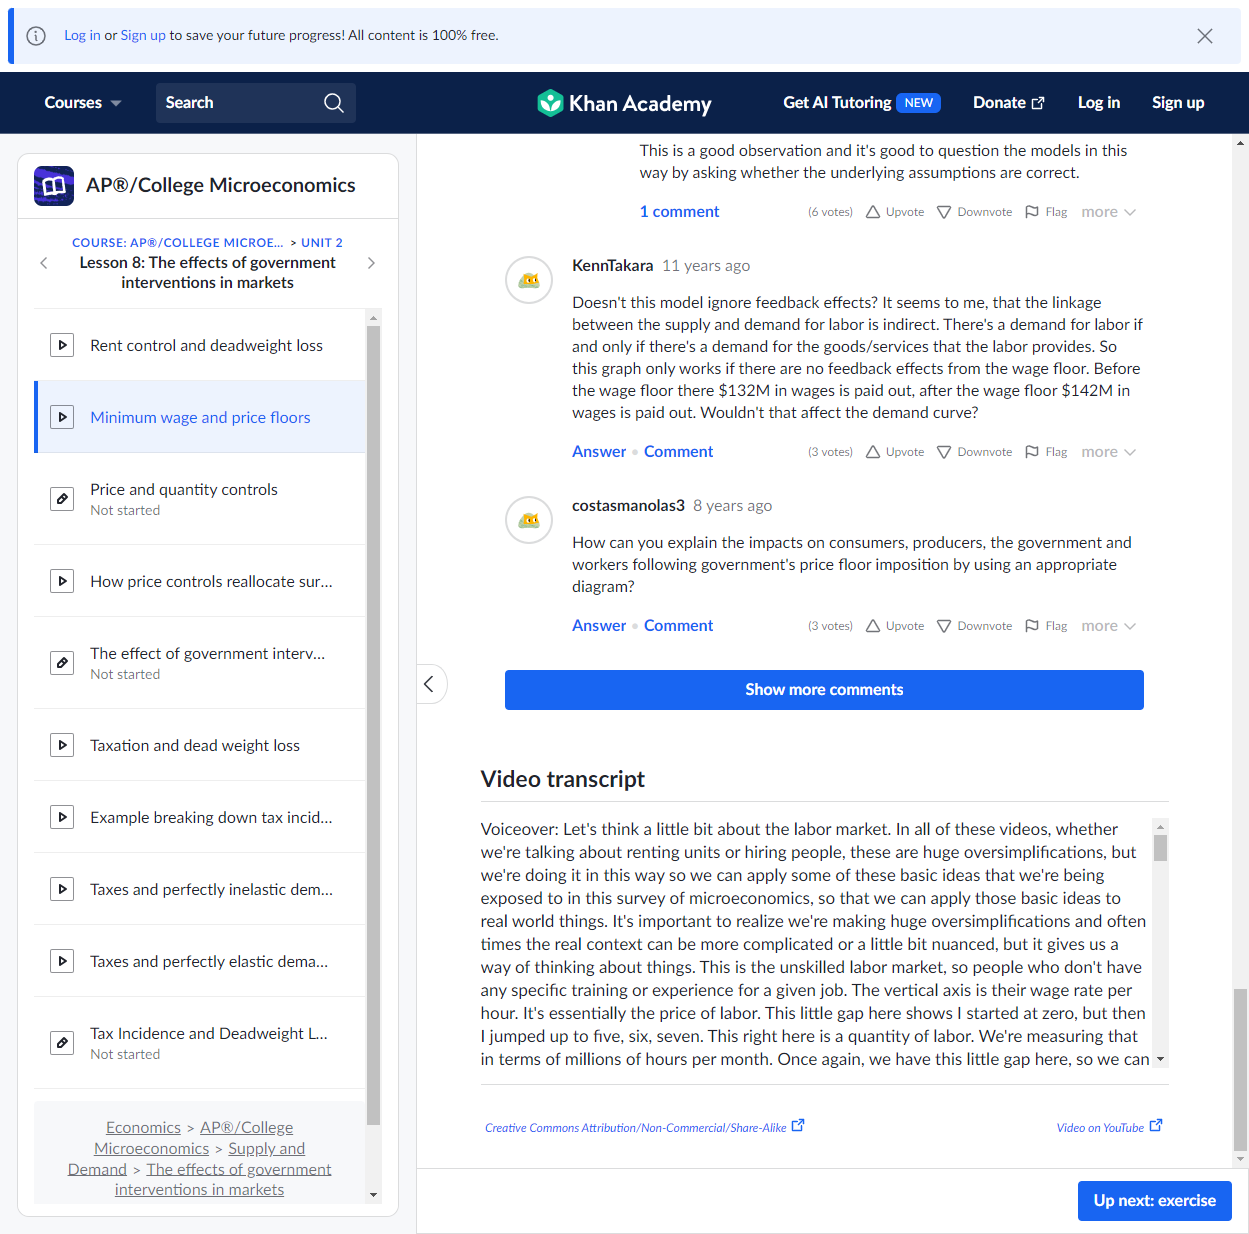 Log in or Sign up to save your future progress! All content is 100% free.
Courses
Search
Khan Academy
Get AI Tutoring NEW
Donate
Log in
Sign up
AP®/College Microeconomics
COURSE: AP®/COLLEGE MICROE... > UNIT 2
Lesson 8: The effects of government
interventions in markets
Rent control and deadweight loss
Minimum wage and price floors
Price and quantity controls
Not started
How price controls reallocate sur...
The effect of government interv...
Not started
Taxation and dead weight loss
Example breaking down tax incid...
Taxes and perfectly inelastic dem...
Taxes and perfectly elastic dema...
Tax Incidence and Deadweight L...
Not started
Economics > AP®/College
Microeconomics > Supply and
Demand > The effects of government
interventions in markets
This is a good observation and it's good to question the models in this
way by asking whether the underlying assumptions are correct.
1 comment
(6 votes) Upvote Downvote Flag more
KennTakara 11 years ago
Doesn't this model ignore feedback effects? It seems to me, that the linkage
between the supply and demand for labor is indirect. There's a demand for labor if
and only if there's a demand for the goods/services that the labor provides. So
this graph only works if there are no feedback effects from the wage floor. Before
the wage floor there $132M in wages is paid out, after the wage floor $142M in
wages is paid out. Wouldn't that affect the demand curve?
Answer • Comment
(3 votes) Upvote Downvote Flag more
costasmanolas3 8 years ago
How can you explain the impacts on consumers, producers, the government and
workers following government's price floor imposition by using an appropriate
diagram?
Answer • Comment
(3 votes) Upvote Downvote Flag more
Show more comments
Video transcript
Voiceover: Let's think a little bit about the labor market. In all of these videos, whether
we're talking about renting units or hiring people, these are huge oversimplifications, but
we're doing it in this way so we can apply some of these basic ideas that we're being
exposed to in this survey of microeconomics, so that we can apply those basic ideas to
real world things. It's important to realize we're making huge oversimplifications and often
times the real context can be more complicated or a little bit nuanced, but it gives us a
way of thinking about things. This is the unskilled labor market, so people who don't have
any specific training or experience for a given job. The vertical axis is their wage rate per
hour. It's essentially the price of labor. This little gap here shows I started at zero, but then
I jumped up to five, six, seven. This right here is a quantity of labor. We're measuring that
in terms of millions of hours per month. Once again, we have this little gap here, so we can
Creative Commons Attribution/Non-Commercial/Share-Alike
Video on YouTube
Up next: exercise